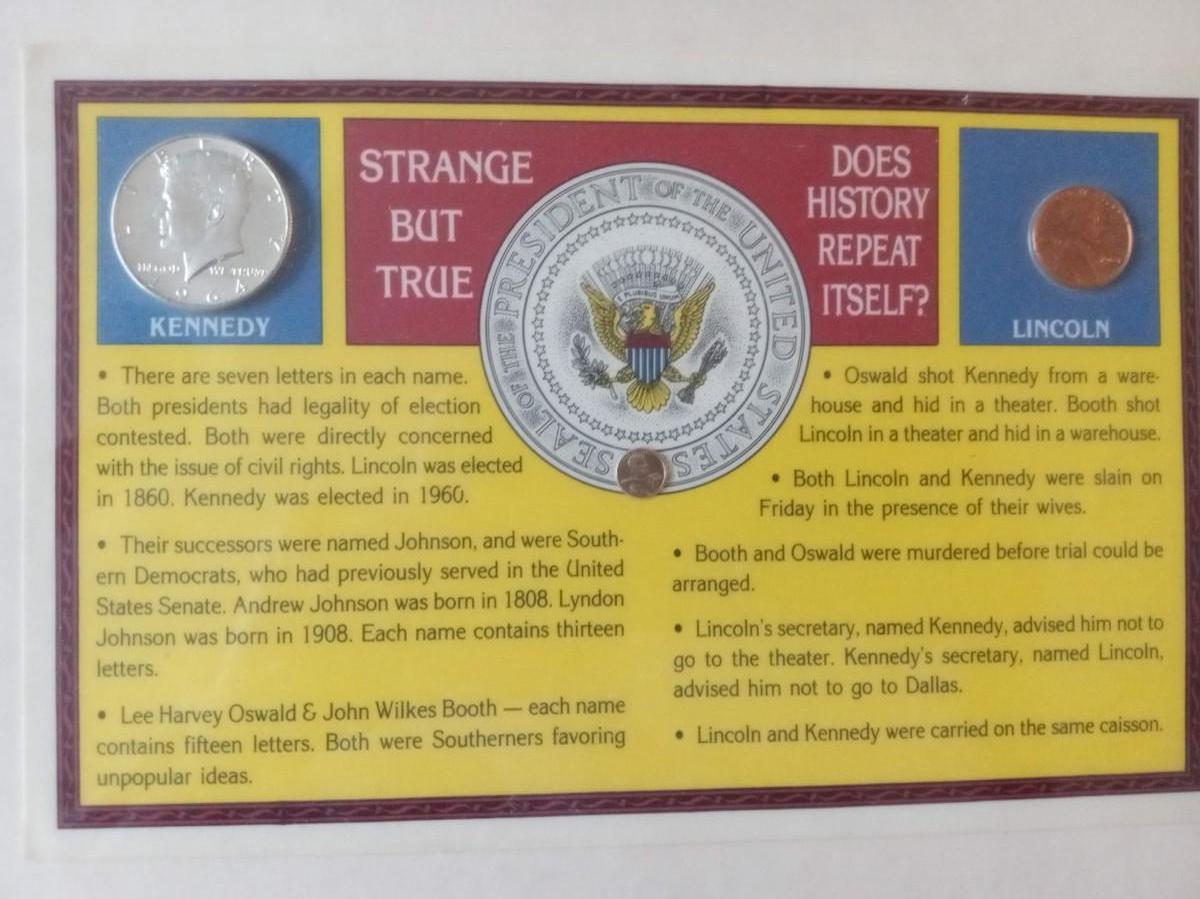 STRANGE
BUT
TRUE
DOES
HISTORY
REPEAT
ITSELF?
SEAL OF THE PRESIDENT OF THE UNITED STATES
E PLURIBUS UNUM
IN GOD WE TRUST
KENNEDY
LINCOLN
• There are seven letters in each name.
Both presidents had legality of election
contested. Both were directly concerned
with the issue of civil rights. Lincoln was elected
in 1860. Kennedy was elected in 1960.
• Their successors were named Johnson, and were South-
ern Democrats, who had previously served in the United
States Senate. Andrew Johnson was born in 1808. Lyndon
Johnson was born in 1908. Each name contains thirteen
letters.
• Lee Harvey Oswald & John Wilkes Booth — each name
contains fifteen letters. Both were Southerners favoring
unpopular ideas.
• Oswald shot Kennedy from a ware-
house and hid in a theater. Booth shot
Lincoln in a theater and hid in a warehouse.
• Both Lincoln and Kennedy were slain on
Friday in the presence of their wives.
• Booth and Oswald were murdered before trial could be
arranged.
• Lincoln's secretary, named Kennedy, advised him not to
go to the theater. Kennedy's secretary, named Lincoln,
advised him not to go to Dallas.
• Lincoln and Kennedy were carried on the same caisson.